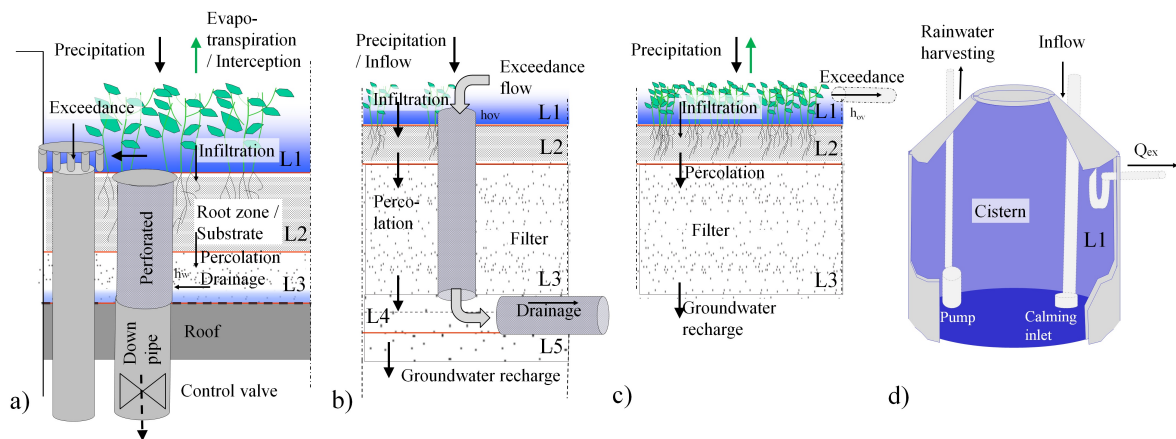 Evapo-
transpiration
/ Interception
Precipitation
Exceedance
Infiltration
L1
Root zone /
Substrate
L2
Perforated
Percolation
Drainage
hw
L3
Roof
Down
pipe
Control valve
a)
Precipitation
/ Inflow
Exceedance
flow
Infiltration
hov
L1
L2
Perco-
lation
Filter
L3
L4
Drainage
L5
Groundwater recharge
b)
Precipitation
Exceedance
Infiltration
L1
hov
L2
Percolation
Filter
L3
Groundwater
recharge
c)
Rainwater
harvesting
Inflow
Qex
Cistern
L1
Pump
Calming
inlet
d)